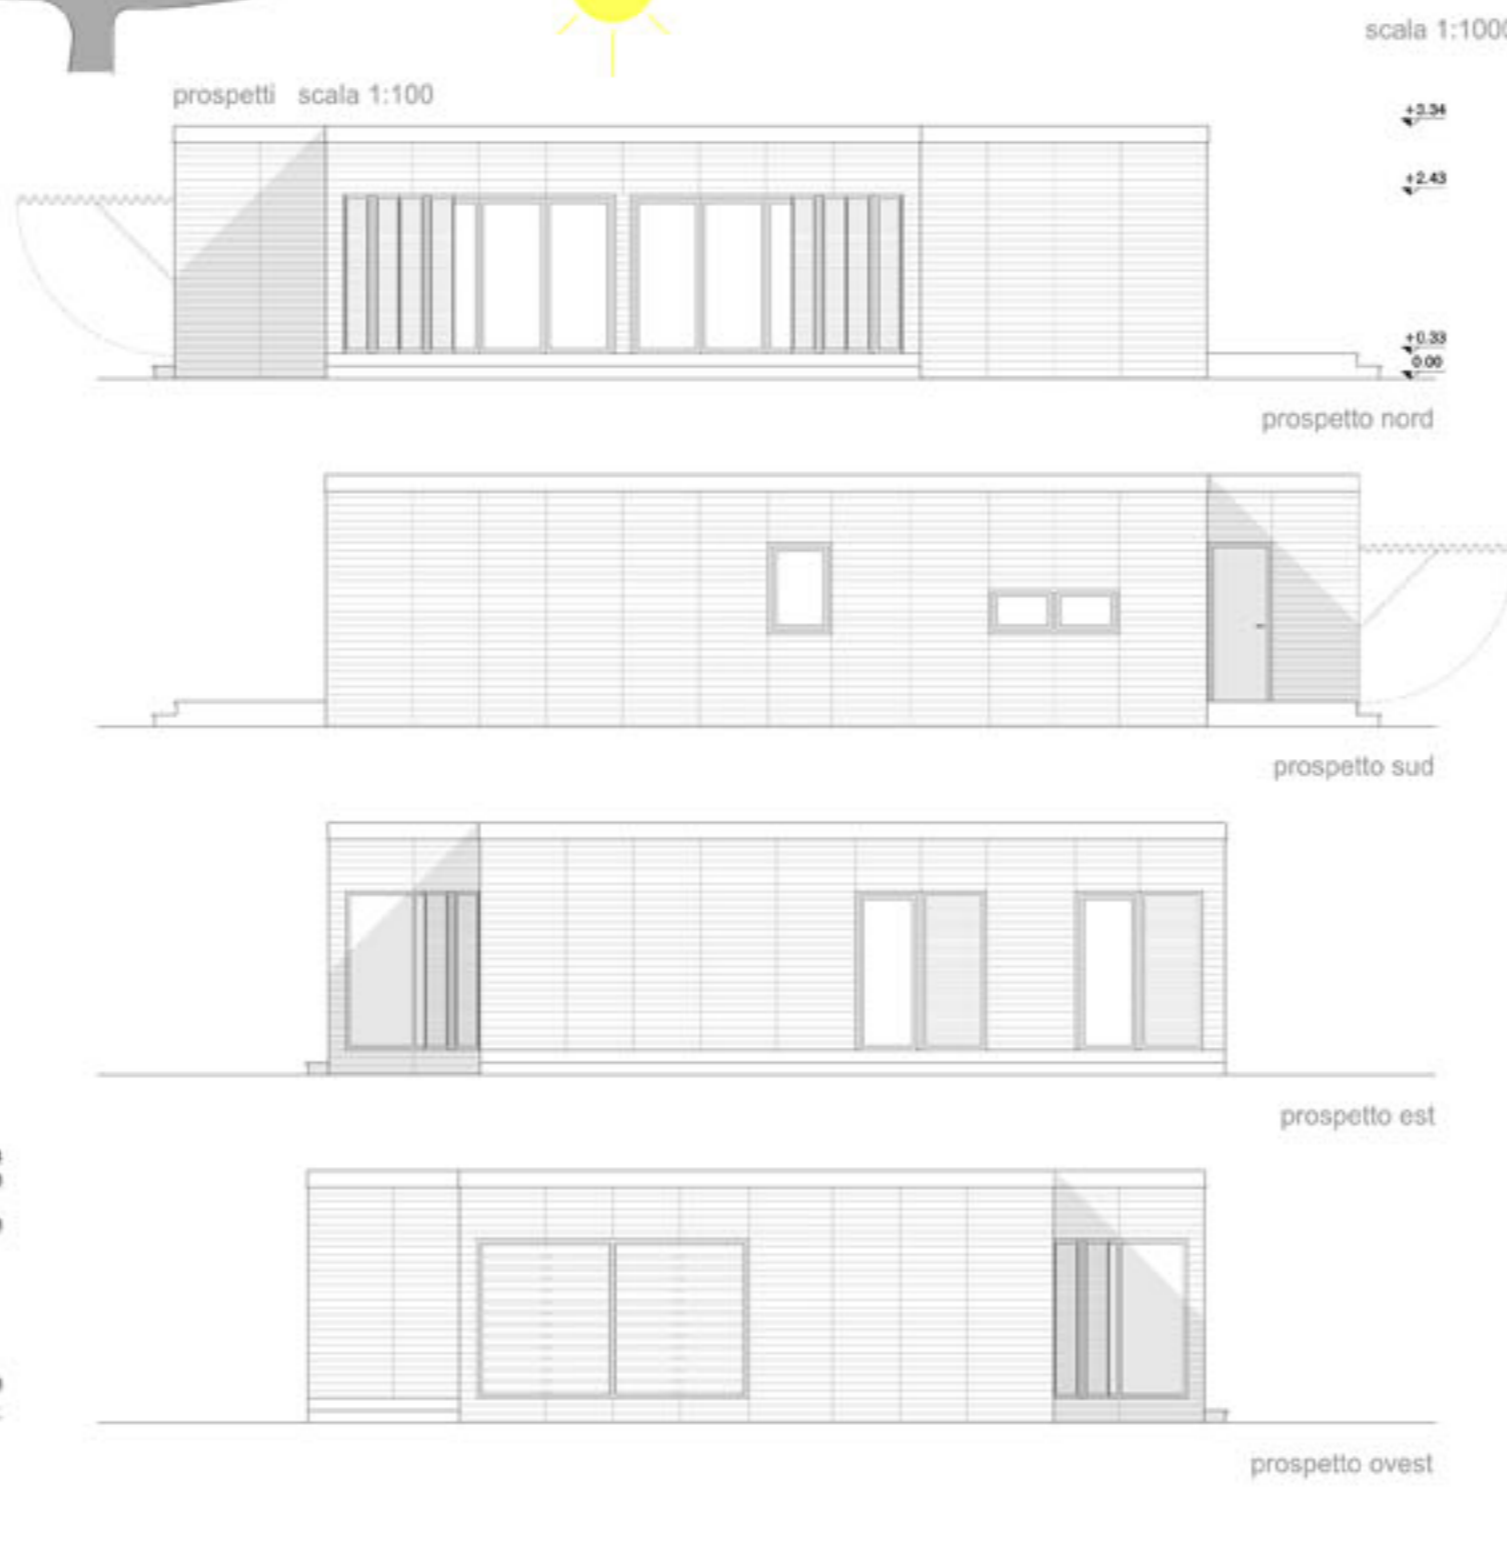 scala 1:1000
prospetti scala 1:100
+3.34
+2.43
+0.33
0.00
prospetto nord
prospetto sud
prospetto est
prospetto ovest